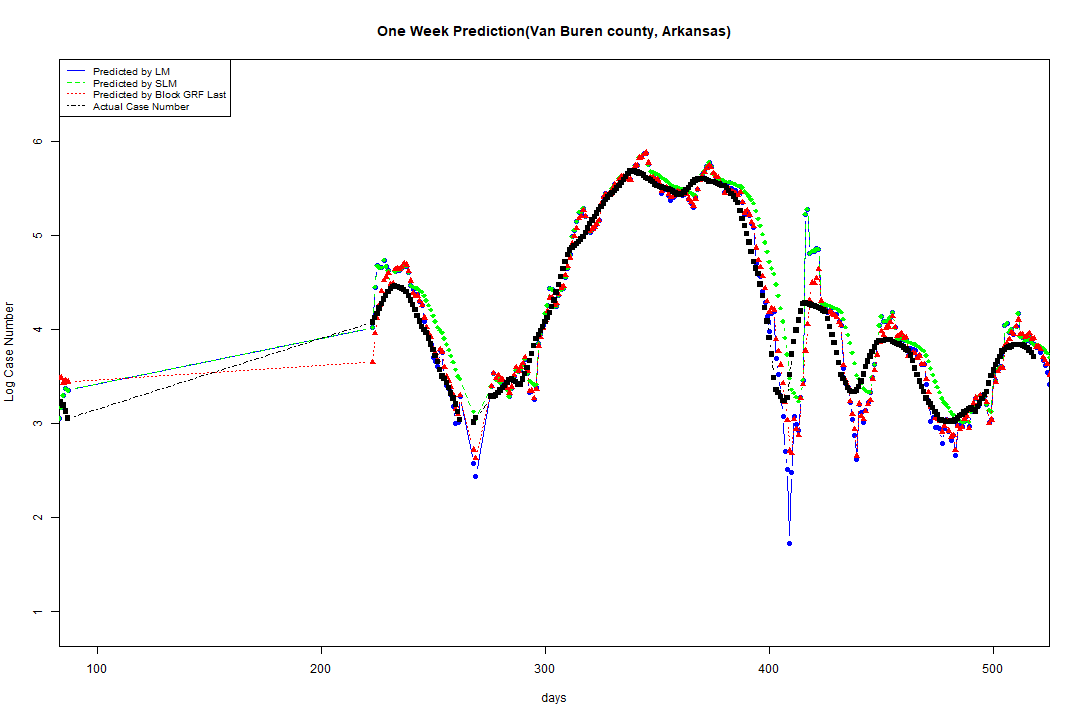 One Week Prediction(Van Buren county, Arkansas)
Predicted by LM
Predicted by SLM
Predicted by Block GRF Last
Actual Case Number
Log Case Number
6
5
4
3
2
1
100 200 300 400 500
days